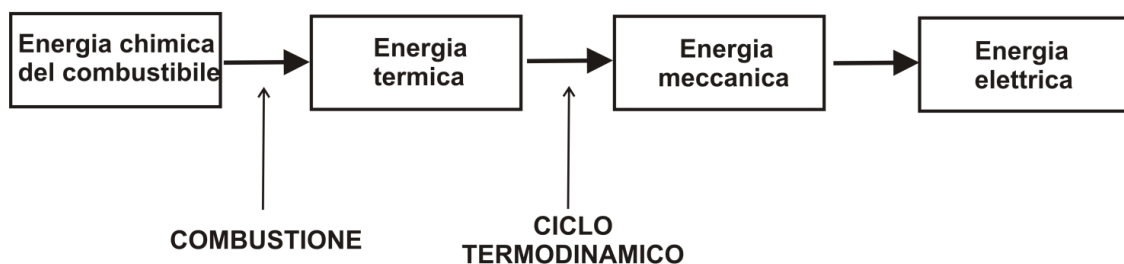 Energia chimica
del combustibile
Energia
termica
Energia
meccanica
Energia
elettrica
COMBUSTIONE
CICLO
TERMODINAMICO